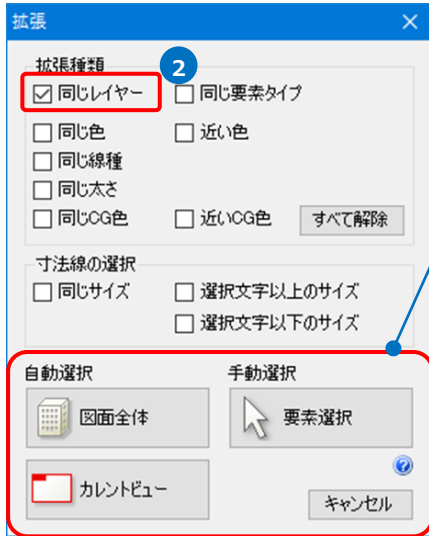 拡張
拡張種類
2
同じレイヤー 同じ要素タイプ
同じ色 近い色
同じ線種
同じ太さ
同じCG色 近いCG色 すべて解除
寸法線の選択
同じサイズ 選択文字以上のサイズ
選択文字以下のサイズ
自動選択 手動選択
図面全体 要素選択
カレントビュー
?
キャンセル